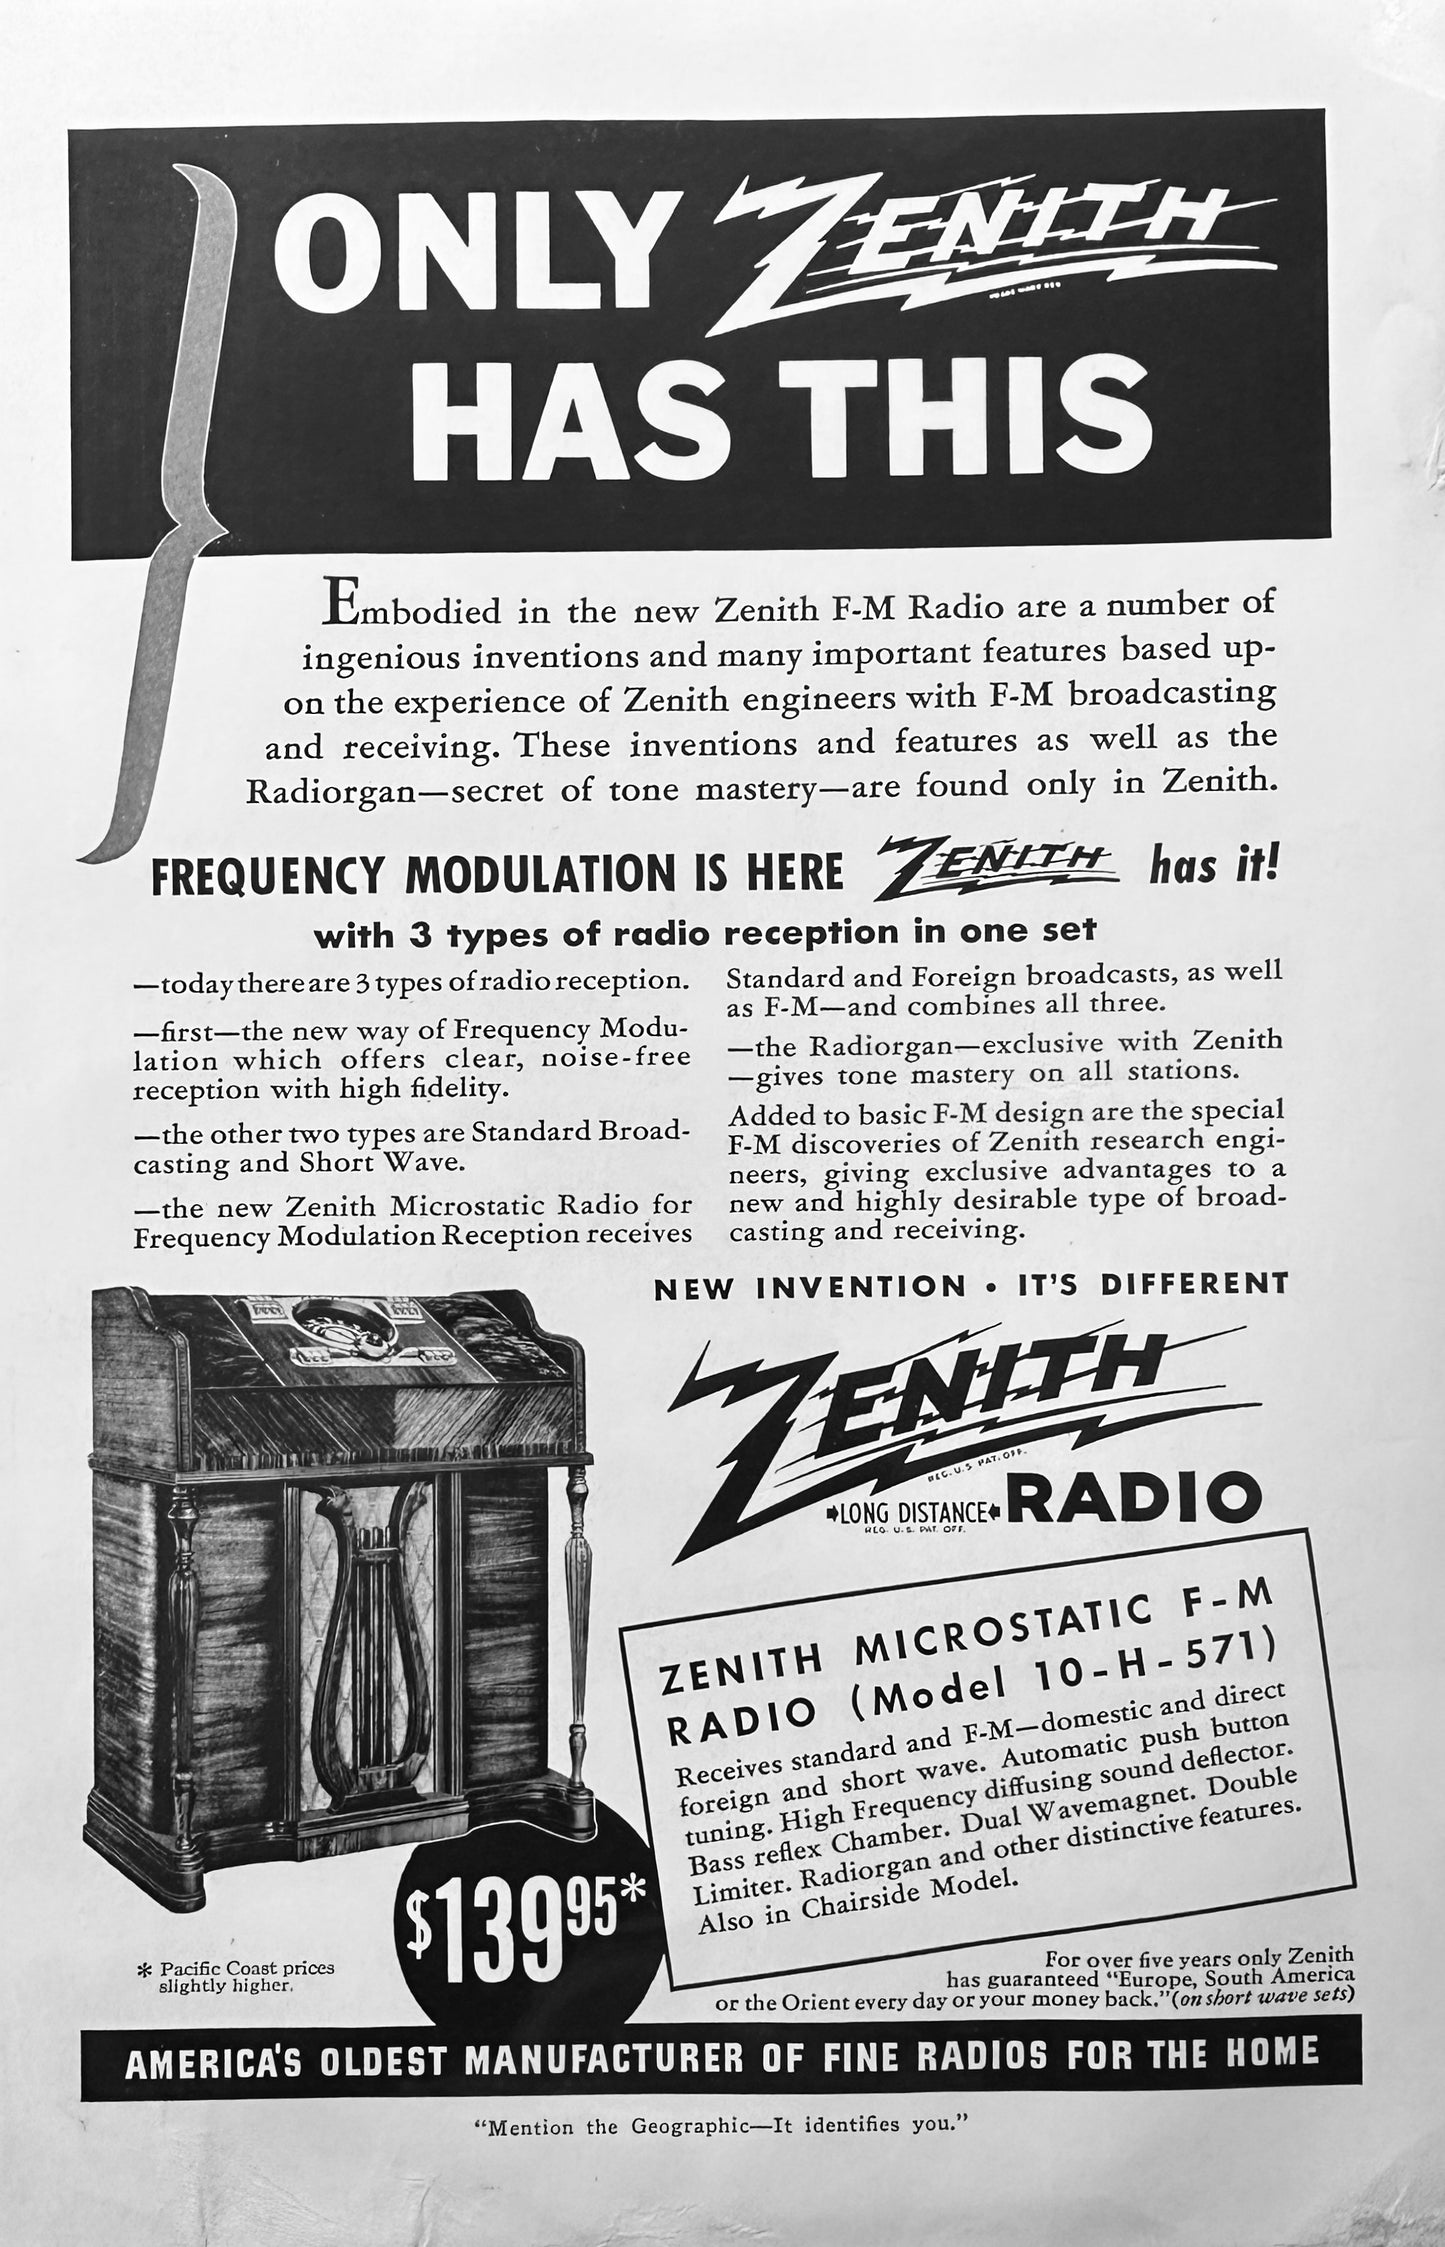 ONLY ZENITH
TRADE MARK REG
HAS THIS
Embodied in the new Zenith F-M Radio are a number of
ingenious inventions and many important features based up-
on the experience of Zenith engineers with F-M broadcasting
and receiving. These inventions and features as well as the
Radiorgan—secret of tone mastery—are found only in Zenith.
FREQUENCY MODULATION IS HERE ZENITH has it!
with 3 types of radio reception in one set
—today there are 3 types of radio reception.
—first—the new way of Frequency Modu-
lation which offers clear, noise-free
reception with high fidelity.
—the other two types are Standard Broad-
casting and Short Wave.
—the new Zenith Microstatic Radio for
Frequency Modulation Reception receives
Standard and Foreign broadcasts, as well
as F-M—and combines all three.
—the Radiorgan—exclusive with Zenith
—gives tone mastery on all stations.
Added to basic F-M design are the special
F-M discoveries of Zenith research engi-
neers, giving exclusive advantages to a
new and highly desirable type of broad-
casting and receiving.
NEW INVENTION • IT'S DIFFERENT
ZENITH
REG. U.S. PAT. OFF.
LONG DISTANCE RADIO
REG. U.S. PAT. OFF.
ZENITH MICROSTATIC F-M
RADIO (Model 10-H-571)
Receives standard and F-M—domestic and direct
foreign and short wave. Automatic push button
tuning. High Frequency diffusing sound deflector.
Bass reflex Chamber. Dual Wavemagnet. Double
Limiter. Radiorgan and other distinctive features.
Also in Chairside Model.
$139 95*
* Pacific Coast prices
slightly higher.
For over five years only Zenith
has guaranteed "Europe, South America
or the Orient every day or your money back." (on short wave sets)
AMERICA'S OLDEST MANUFACTURER OF FINE RADIOS FOR THE HOME
"Mention the Geographic—It identifies you."